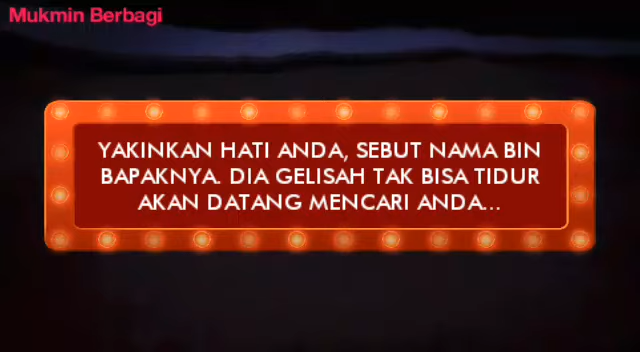 Mukmin Berbagi
YAKINKAN HATI ANDA, SEBUT NAMA BIN
BAPAKNYA. DIA GELISAH TAK BISA TIDUR
AKAN DATANG MENCARI ANDA...